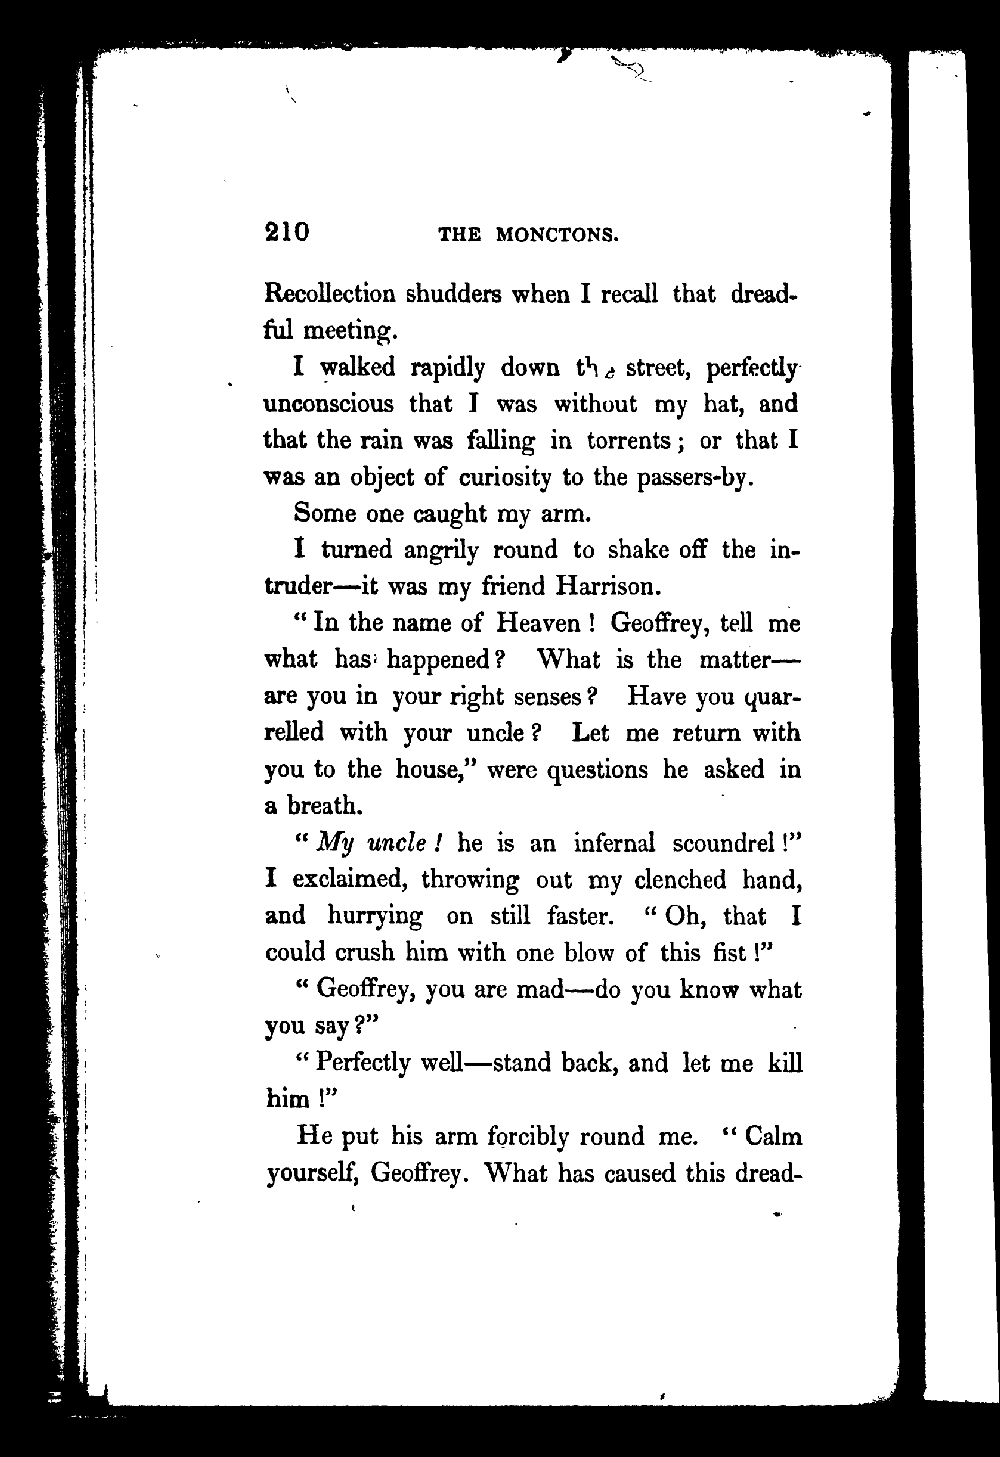 210 THE MONCTONS.
Recollection shudders when I recall that dread-
ful meeting.
I walked rapidly down the street, perfectly
unconscious that I was without my hat, and
that the rain was falling in torrents; or that I
was an object of curiosity to the passers-by.
Some one caught my arm.
I turned angrily round to shake off the in-
truder—it was my friend Harrison.
“In the name of Heaven! Geoffrey, tell me
what has happened? What is the matter—
are you in your right senses? Have you quar-
relled with your uncle? Let me return with
you to the house,” were questions he asked in
a breath.
“My uncle! he is an infernal scoundrel!”
I exclaimed, throwing out my clenched hand,
and hurrying on still faster. “Oh, that I
could crush him with one blow of this fist!”
“Geoffrey, you are mad—do you know what
you say?”
“Perfectly well—stand back, and let me kill
him!”
He put his arm forcibly round me. “Calm
yourself, Geoffrey. What has caused this dread-